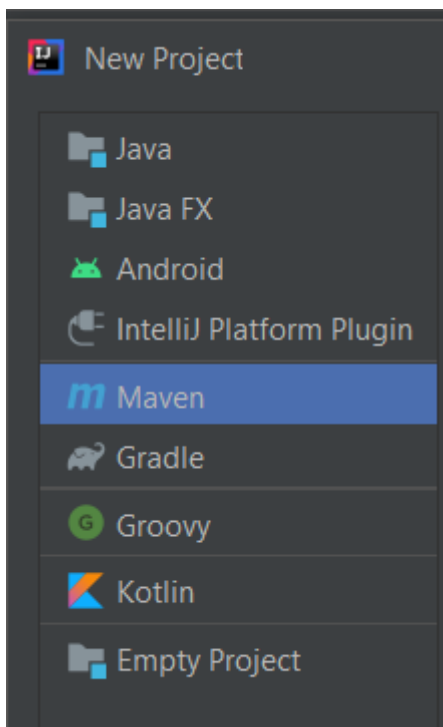 New Project
Java
Java FX
Android
IntelliJ Platform Plugin
Maven
Gradle
Groovy
Kotlin
Empty Project